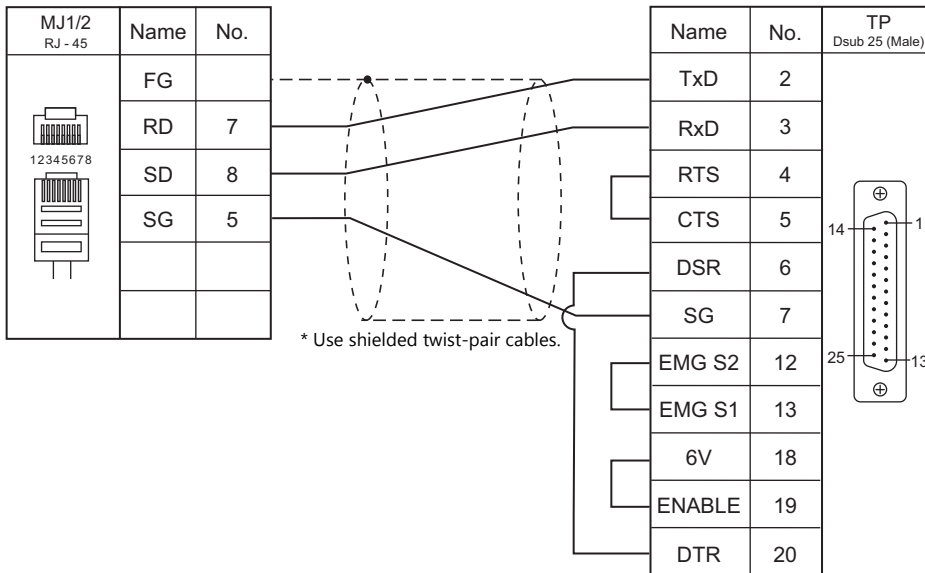 MJ1/2
RJ - 45
Name
No.
FG
RD
7
SD
8
SG
5
12345678
* Use shielded twist-pair cables.
Name
No.
TP
Dsub 25 (Male)
TxD
2
RxD
3
RTS
4
CTS
5
DSR
6
SG
7
EMG S2
12
EMG S1
13
6V
18
ENABLE
19
DTR
20
14
1
25
13